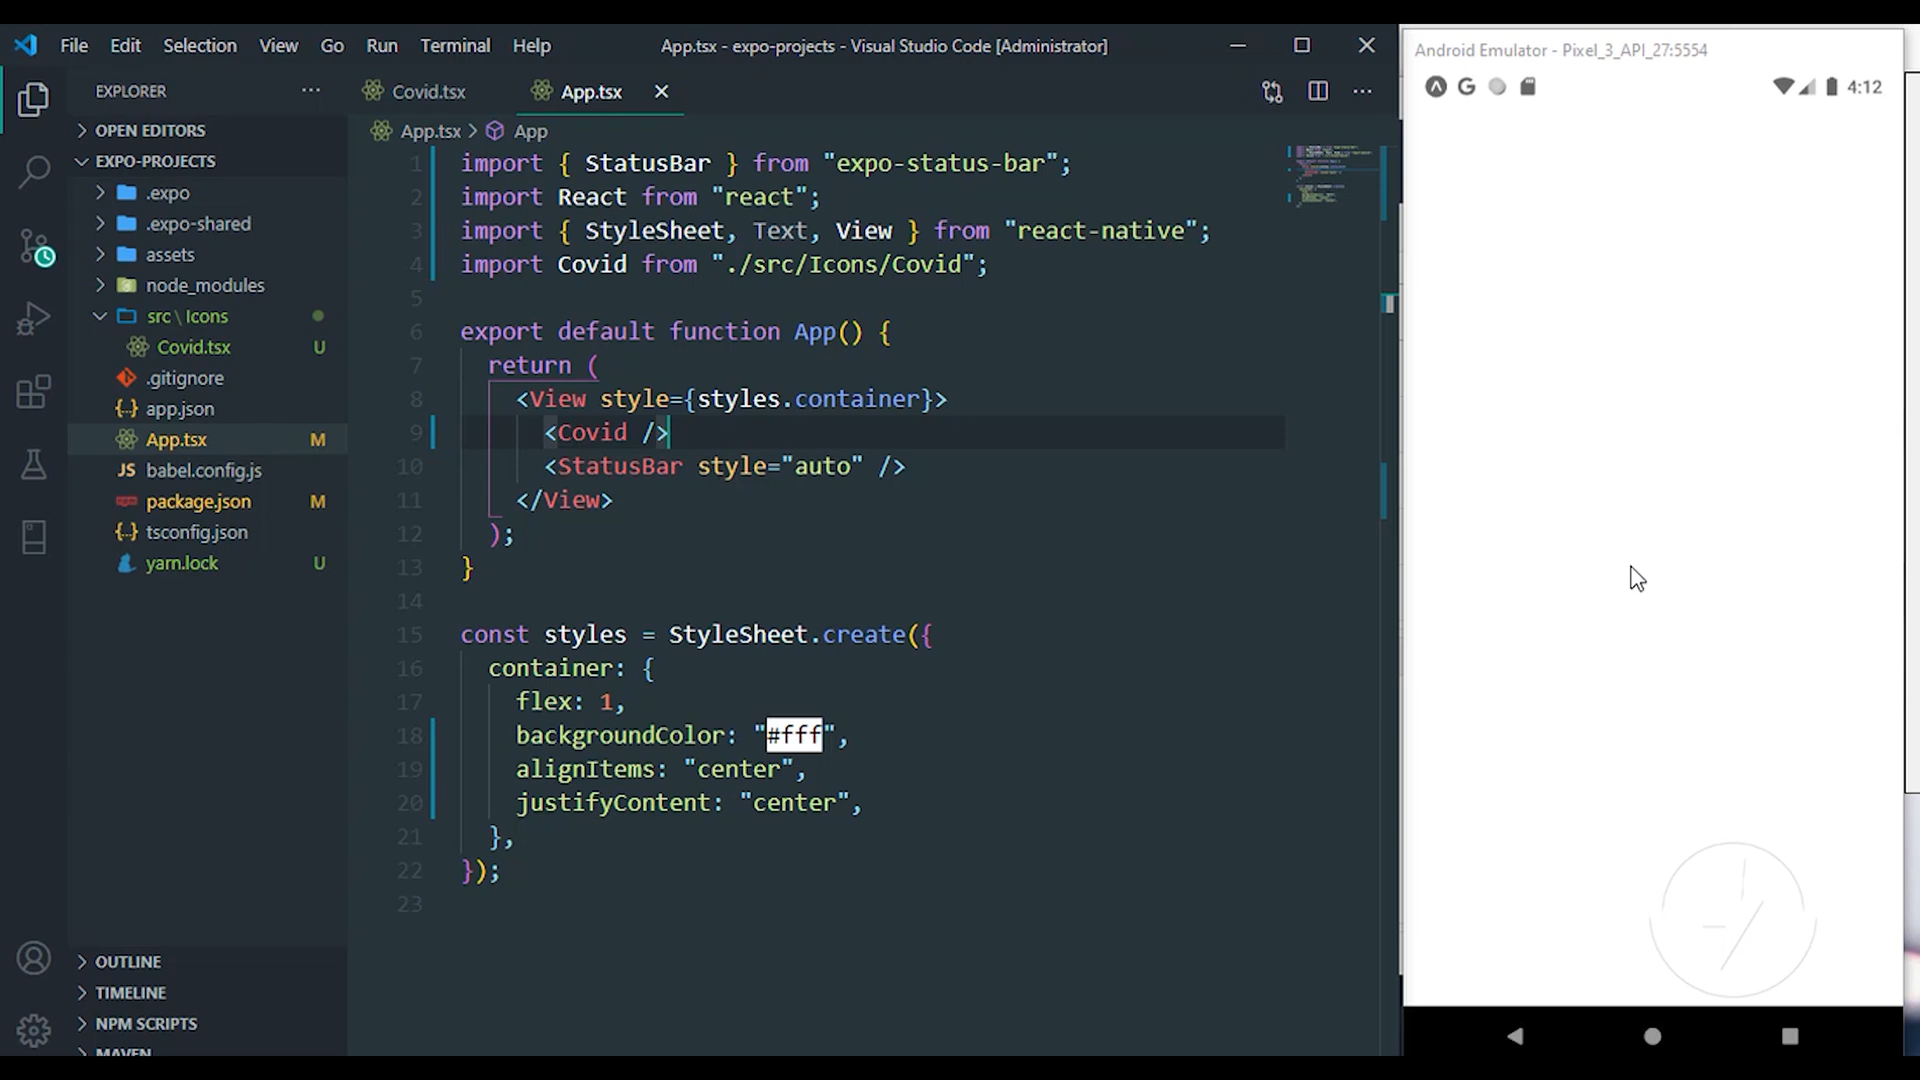 File Edit Selection View Go Run Terminal Help
App.tsx - expo-projects - Visual Studio Code [Administrator]
EXPLORER
OPEN EDITORS
EXPO-PROJECTS
.expo
.expo-shared
assets
node_modules
src\Icons
Covid.tsx U
.gitignore
app.json
App.tsx M
babel.config.js
package.json M
tsconfig.json
yarn.lock U
OUTLINE
TIMELINE
NPM SCRIPTS
MAVEN
Covid.tsx App.tsx
App.tsx > App
1 import { StatusBar } from "expo-status-bar";
2 import React from "react";
3 import { StyleSheet, Text, View } from "react-native";
4 import Covid from "./src/Icons/Covid";
5
6 export default function App() {
7 return (
8 <View style={styles.container}>
9 <Covid />
10 <StatusBar style="auto" />
11 </View>
12 );
13 }
14
15 const styles = StyleSheet.create({
16 container: {
17 flex: 1,
18 backgroundColor: "#fff",
19 alignItems: "center",
20 justifyContent: "center",
21 },
22 });
23
Android Emulator - Pixel_3_API_27:5554
4:12